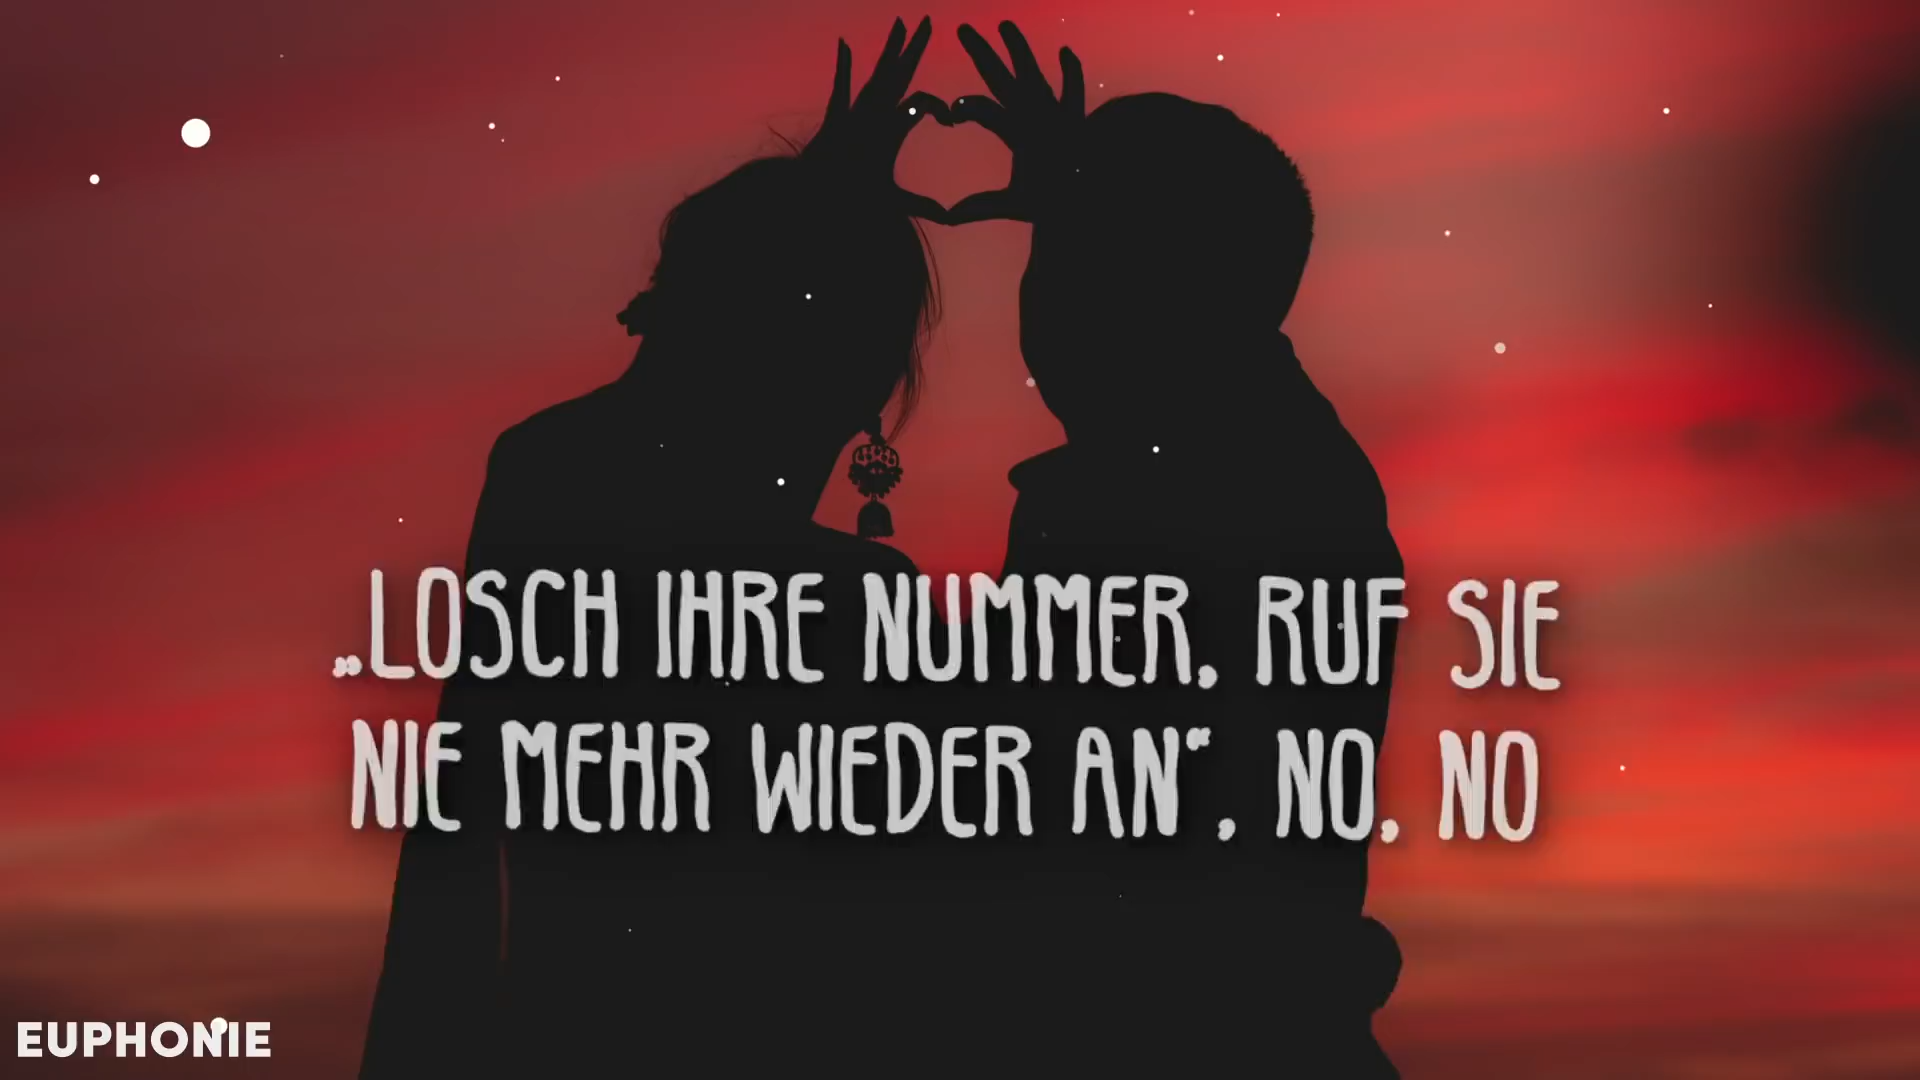 „LOSCH IHRE NUMMER, RUF SIE
NIE MEHR WIEDER AN“, NO, NO
EUPHONIE